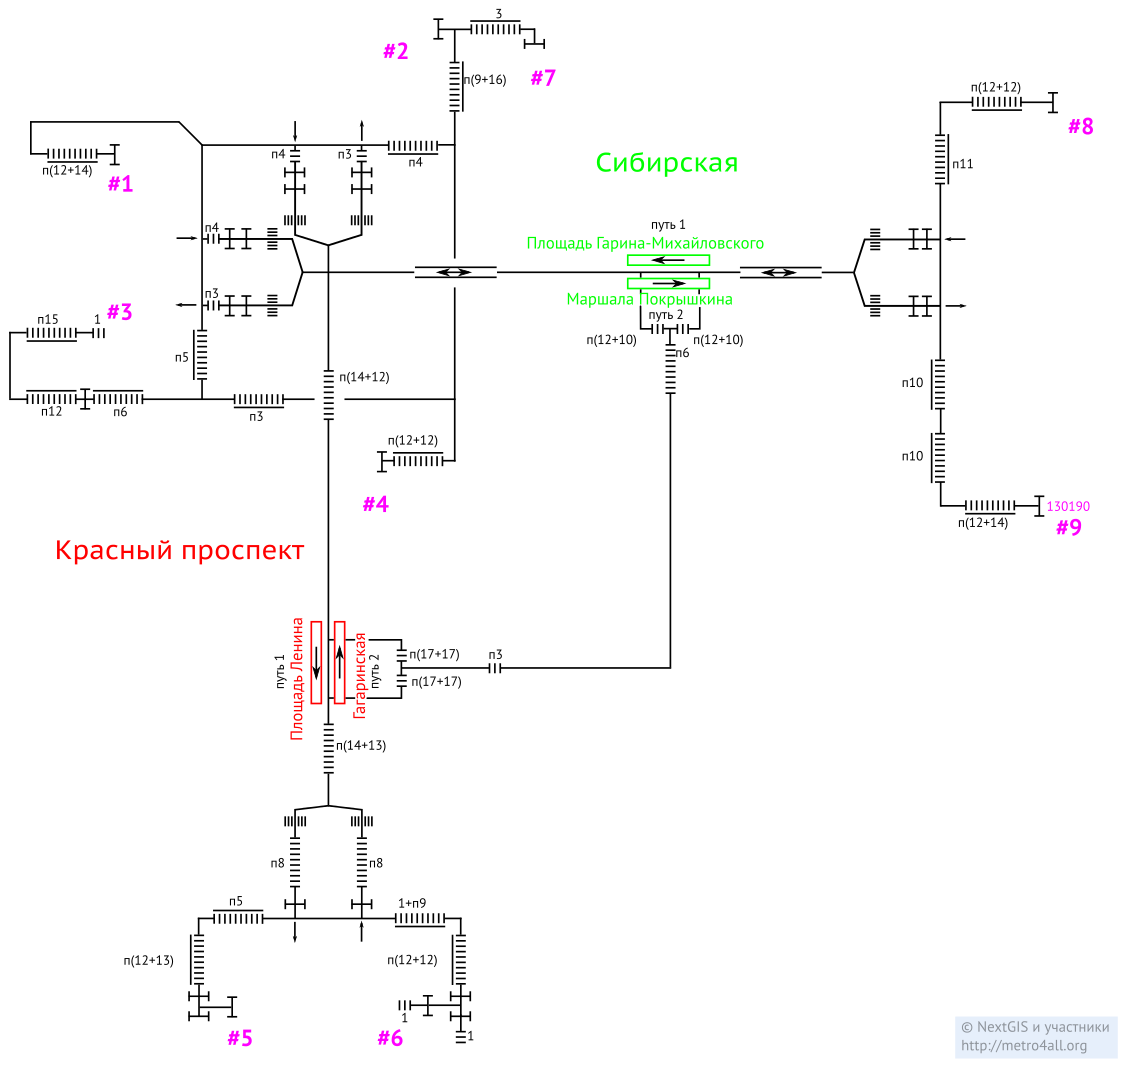 3
#2
#7
п(9+16)
п(12+12)
#8
п4
п3
п4
п(12+14)
#1
Сибирская
п11
путь 1
п4
Площадь Гарина-Михайловского
п3
Маршала Покрышкина
#3
путь 2
п15
1
п(12+10)
п(12+10)
п5
п6
п(14+12)
п10
п12
п6
п3
п(12+12)
п10
#4
130190
п(12+14)
#9
Красный проспект
путь 1
Площадь Ленина
Гагаринская
путь 2
п(17+17)
п3
п(17+17)
п(14+13)
п8
п8
п5
1+п9
п(12+13)
п(12+12)
1
1
#5
#6
© NextGIS и участники
http://metro4all.org